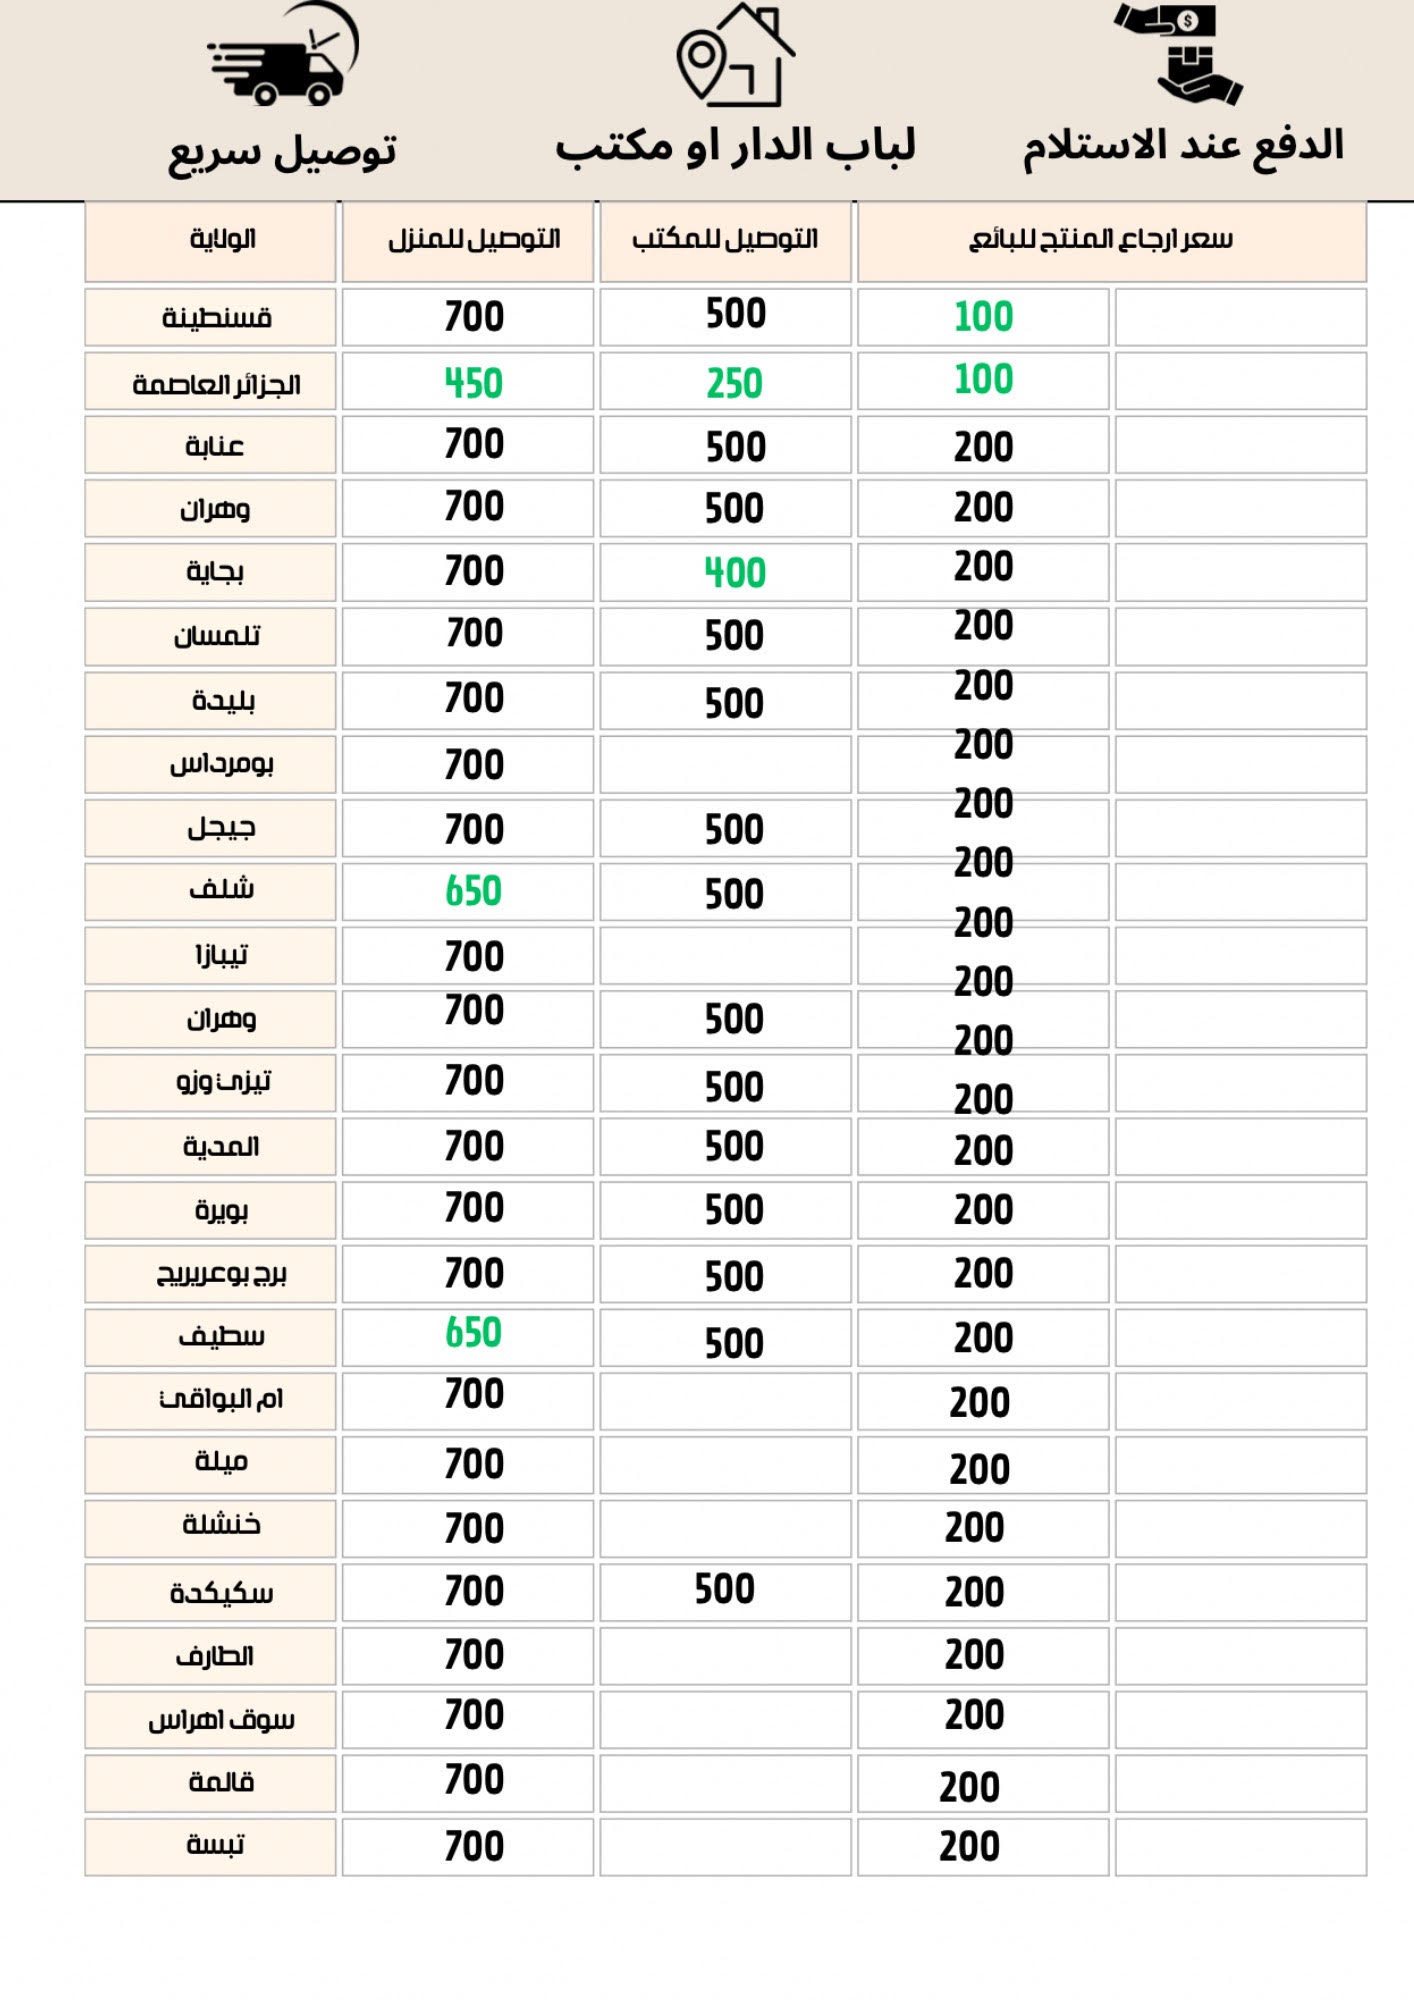 الدفع عند الاستلام لباب الدار او مكتب توصيل سريع
الولاية التوصيل للمنزل التوصيل للمكتب سعر ارجاع المنتج للبائع
قسنطينة 700 500 100
الجزائر العاصمة 450 250 100
عنابة 700 500 200
وهران 700 500 200
بجاية 700 400 200
تلمسان 700 500 200
بليدة 700 500 200
بومرداس 700 200
جيجل 700 500 200
شلف 650 500 200
تيبازا 700 200
وهران 700 500 200
تيزي وزو 700 500 200
200
المدية 700 500 200
بويرة 700 500 200
برج بوعريريج 700 500 200
سطيف 650 500 200
ام البواقي 700 200
ميلة 700 200
خنشلة 700 200
سكيكدة 700 500 200
الطارف 700 200
سوق اهراس 700 200
قالمة 700 200
تبسة 700 200